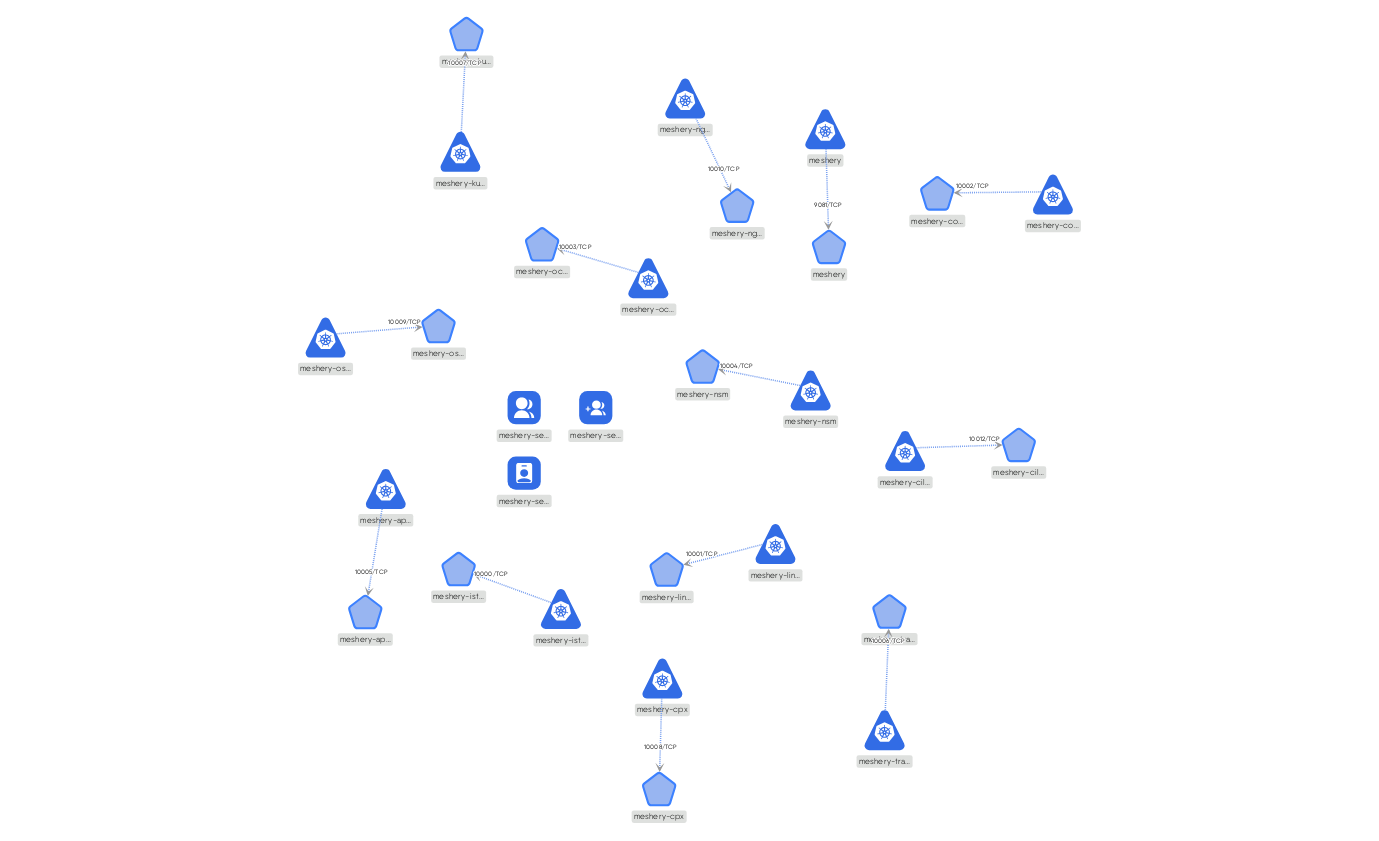 10007/TCP
meshery-ku...
meshery-ng...
10010/TCP
meshery-ng...
meshery
9081/TCP
meshery
10002/TCP
meshery-co...
meshery-co...
10003/TCP
meshery-oc...
meshery-oc...
10009/TCP
meshery-os...
meshery-os...
10004/TCP
meshery-nsm
meshery-nsm
meshery-se...
meshery-se...
meshery-se...
10012/TCP
meshery-cil...
meshery-cil...
meshery-ap...
10005/TCP
meshery-ap...
10000/TCP
meshery-ist...
meshery-ist...
10001/TCP
meshery-lin...
meshery-lin...
10006/TCP
meshery-tra...
meshery-cpx
10008/TCP
meshery-cpx